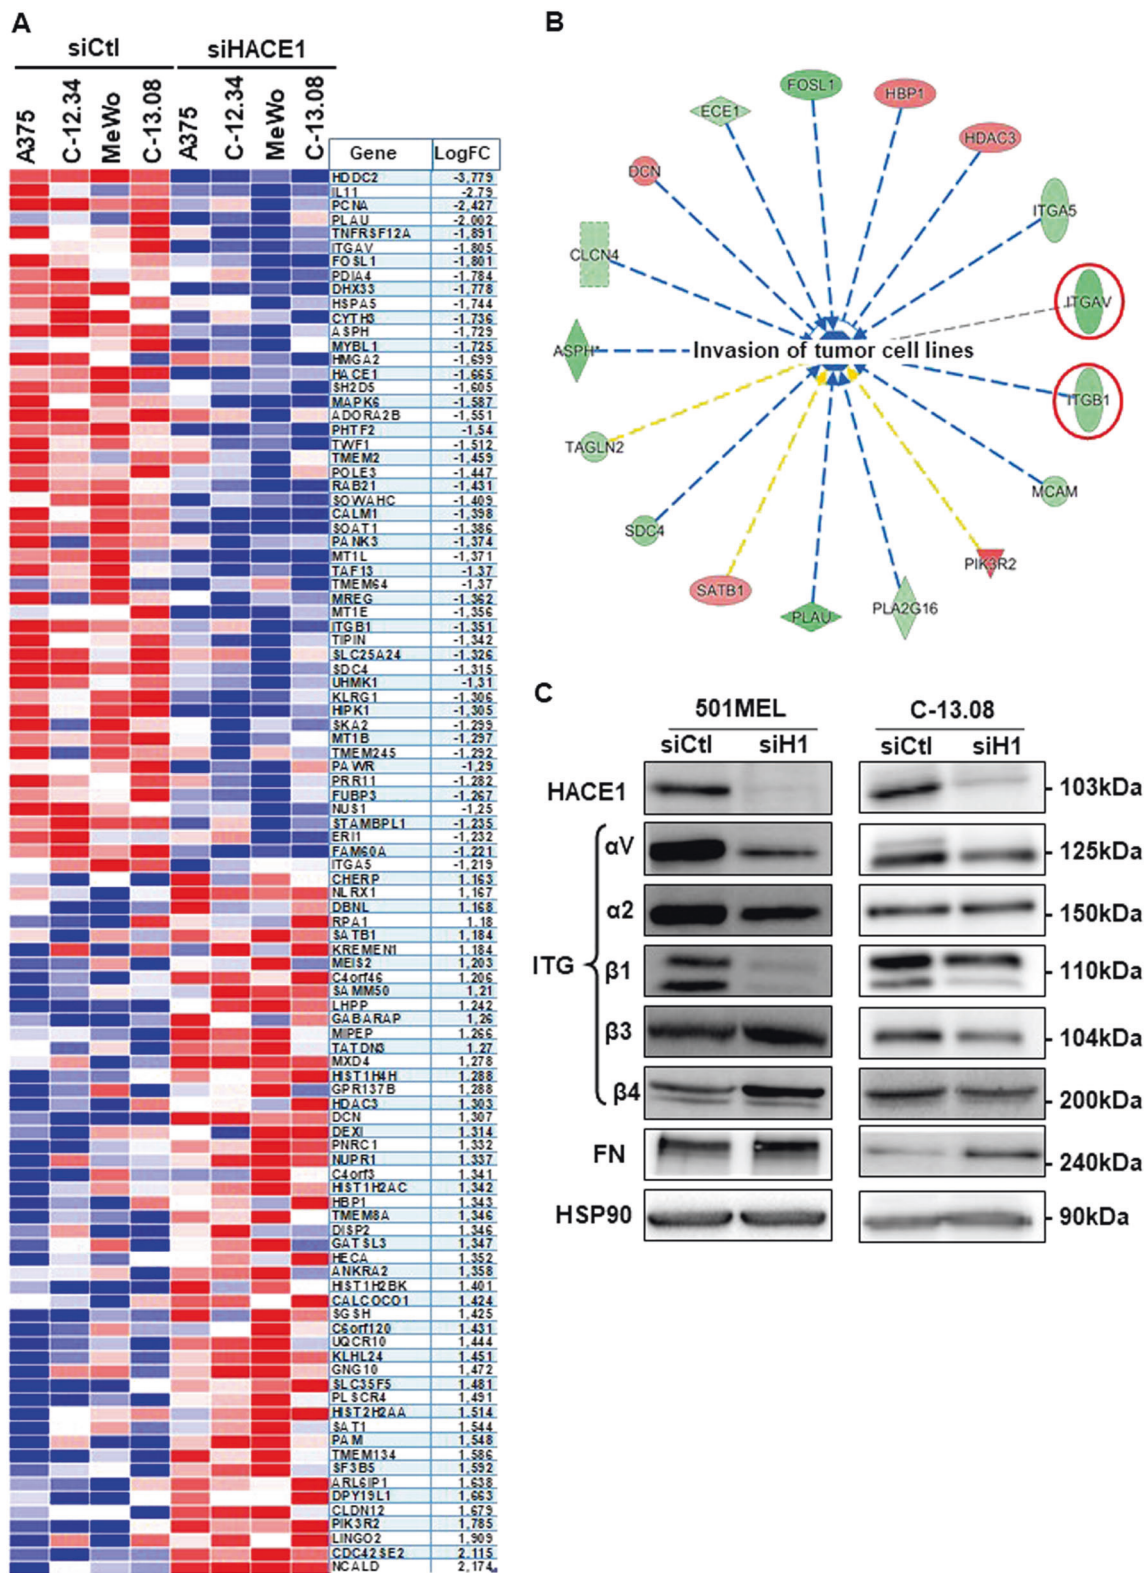 A
siCtl siHACE1
A375 C-12.34 MeWo C-13.08 A375 C-12.34 MeWo C-13.08
Gene LogFC
HDDC2 -3,779
IL11 -2.79
PCNA -2,427
PLAU -2.002
TNFRSF12A -1,891
ITGAV -1.805
FOSL1 -1,801
PDIA4 -1.784
DHX33 -1,778
HSPA5 -1,744
CYTH3 -1.736
ASPH -1,729
MYBL1 -1.725
HMGA2 -1,699
HACE1 -1.665
SH2D5 -1,605
MAPK6 -1.587
ADORA2B -1,551
PHTF2 -1,54
TWF1 -1.512
TMEM2 -1,459
POLE3 -1.447
RAB21 -1,431
SOWAHC -1.409
CALM1 -1,398
SOAT1 -1.386
PANK3 -1,374
MT1L -1,371
TAF13 -1.37
TMEM64 -1,37
MREG -1.362
MT1E -1,356
ITGB1 -1.351
TIPIN -1,342
SLC25A24 -1.326
SDC4 -1.315
UHMK1 -1,31
KLRG1 -1.306
HIPK1 -1,305
SKA2 -1.299
MT1B -1,297
TMEM245 -1.292
PAWR -1,29
PRR11 -1.282
FUBP3 -1.267
NUS1 -1,25
STAMBPL1 -1.235
ERI1 -1,232
FAM60A -1.221
ITGA5 -1,219
CHERP 1.163
NLRX1 1,167
DBNL 1.168
RPA1 1.18
SATB1 1,184
KREMEN1 1.184
MEIS2 1,203
C4orf46 1.206
SAMM50 1,21
LHPP 1.242
GABARAP 1,26
MIPEP 1.266
TATDN3 1.27
MXD4 1,278
HIST1H4H 1.288
GPR137B 1,288
HDAC3 1.303
DCN 1,307
DEXI 1.314
PNRC1 1,332
NUPR1 1.337
C4orf3 1.341
HIST1H2AC 1,342
HBP1 1.343
TMEM8A 1,346
DISP2 1.346
GATSL3 1,347
HECA 1.352
ANKRA2 1,358
HIST1H2BK 1.401
CALCOCO1 1.424
SGSH 1,425
C6orf120 1.431
UQCR10 1,444
KLHL24 1.451
GNG10 1,472
SLC35F5 1.481
PLSCR4 1,491
HIST2H2AA 1.514
SAT1 1.544
PAM 1,548
TMEM134 1.586
SF3B5 1,592
ARL6IP1 1.638
DPY19L1 1,663
CLDN12 1.679
PIK3R2 1,785
LINGO2 1,909
CDC42SE2 2.115
NCALD 2,174
B
FOSL1
HBP1
ECE1
HDAC3
DCN
ITGA5
CLCN4
ITGAV
ASPH*
Invasion of tumor cell lines
ITGB1
TAGLN2
MCAM
SDC4
PIK3R2
SATB1
PLAU
PLA2G16
C
501MEL C-13.08
siCtl siH1 siCtl siH1
HACE1 - 103kDa
αV - 125kDa
α2 - 150kDa
ITG
β1 - 110kDa
β3 - 104kDa
β4 - 200kDa
FN - 240kDa
HSP90 - 90kDa